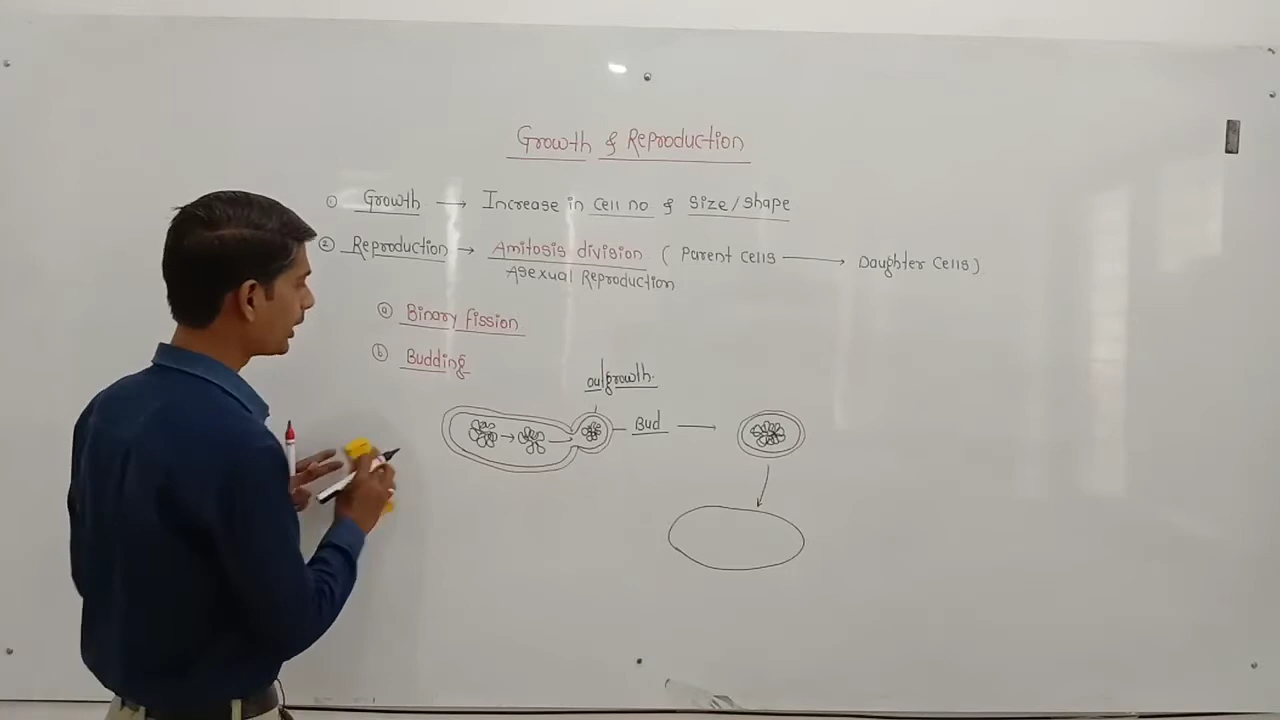 Growth & Reproduction
① Growth → Increase in Cell no & Size/shape
② Reproduction → Amitosis division ( Parent Cells → Daughter Cells )
Asexual Reproduction
ⓐ Binary fission
ⓑ Budding
outgrowth.
Bud →